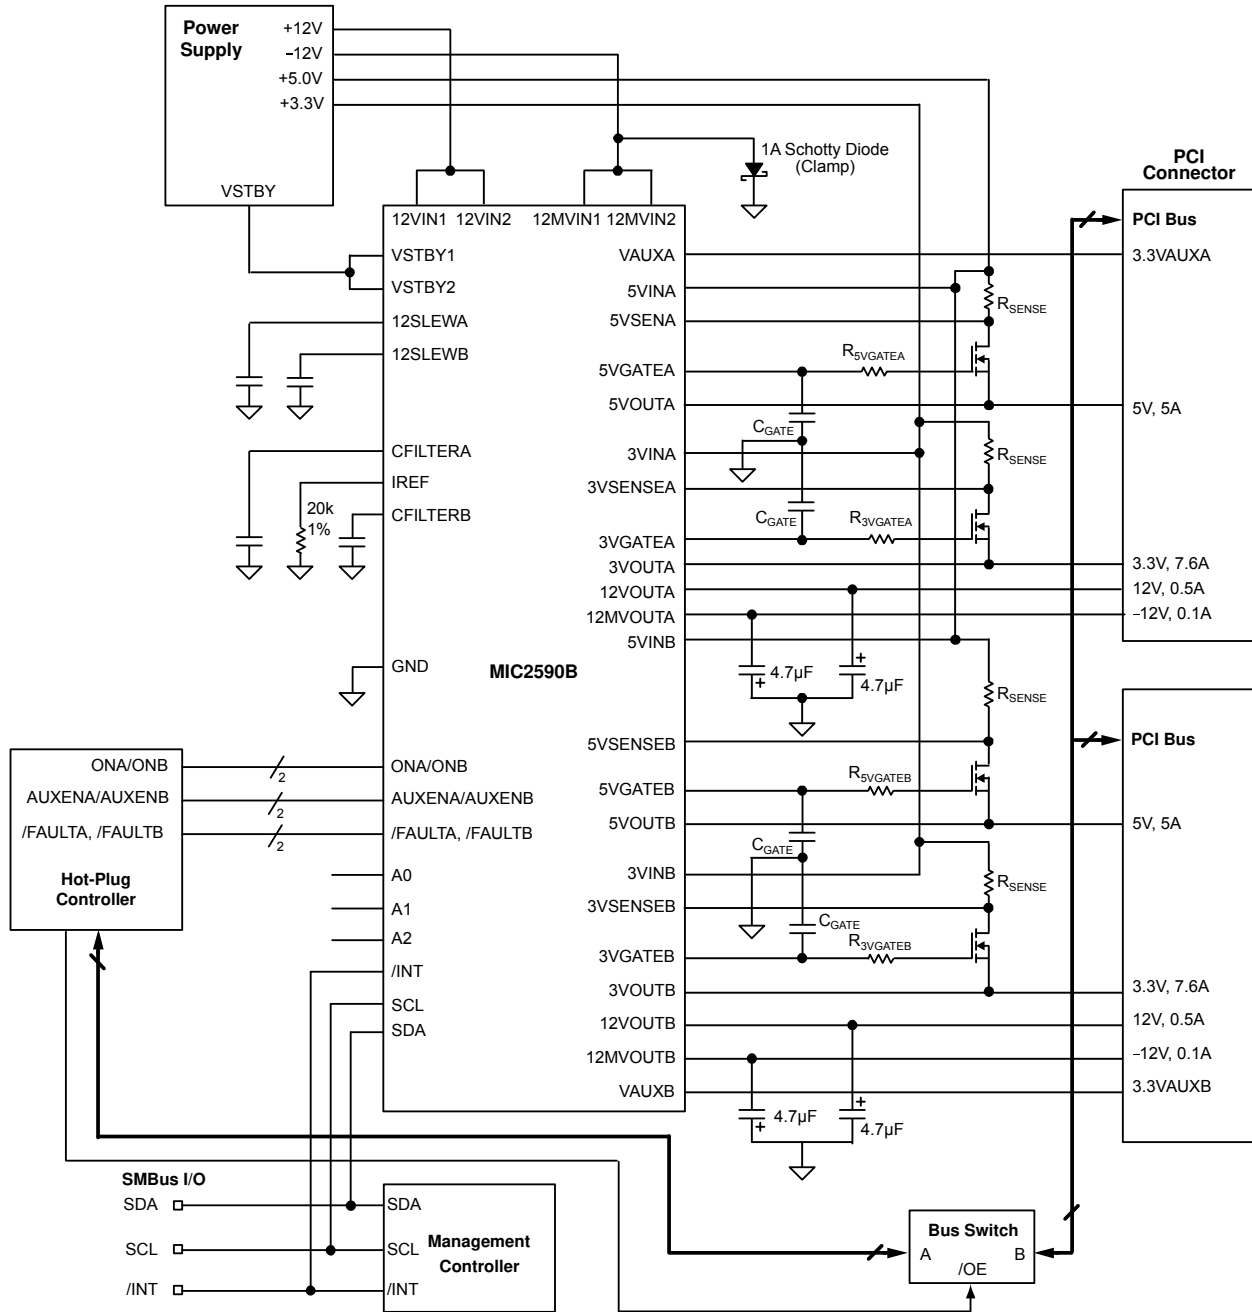 Power
Supply
+12V
–12V
+5.0V
+3.3V
VSTBY
1A Schotty Diode
(Clamp)
PCI
Connector
12VIN1
12VIN2
12MVIN1
12MVIN2
VSTBY1
VSTBY2
12SLEWA
12SLEWB
CFILTERA
IREF
CFILTERB
20k
1%
GND
MIC2590B
VAUXA
5VINA
5VSENA
5VGATEA
5VOUTA
3VINA
3VSENSEA
3VGATEA
3VOUTA
12VOUTA
12MVOUTA
5VINB
5VSENSEB
5VGATEB
5VOUTB
3VINB
3VSENSEB
3VGATEB
3VOUTB
12VOUTB
12MVOUTB
VAUXB
RSENSE
R5VGATEA
CGATE
RSENSE
CGATE
R3VGATEA
4.7µF
+
+
4.7µF
RSENSE
R5VGATEB
CGATE
RSENSE
CGATE
R3VGATEB
4.7µF
+
+
4.7µF
PCI Bus
3.3VAUXA
5V, 5A
3.3V, 7.6A
12V, 0.5A
–12V, 0.1A
PCI Bus
5V, 5A
3.3V, 7.6A
12V, 0.5A
–12V, 0.1A
3.3VAUXB
ONA/ONB
AUXENA/AUXENB
/FAULTA, /FAULTB
Hot-Plug
Controller
2
2
2
ONA/ONB
AUXENA/AUXENB
/FAULTA, /FAULTB
A0
A1
A2
/INT
SCL
SDA
SMBus I/O
SDA
SCL
/INT
SDA
SCL
/INT
Management
Controller
Bus Switch
A
B
/OE